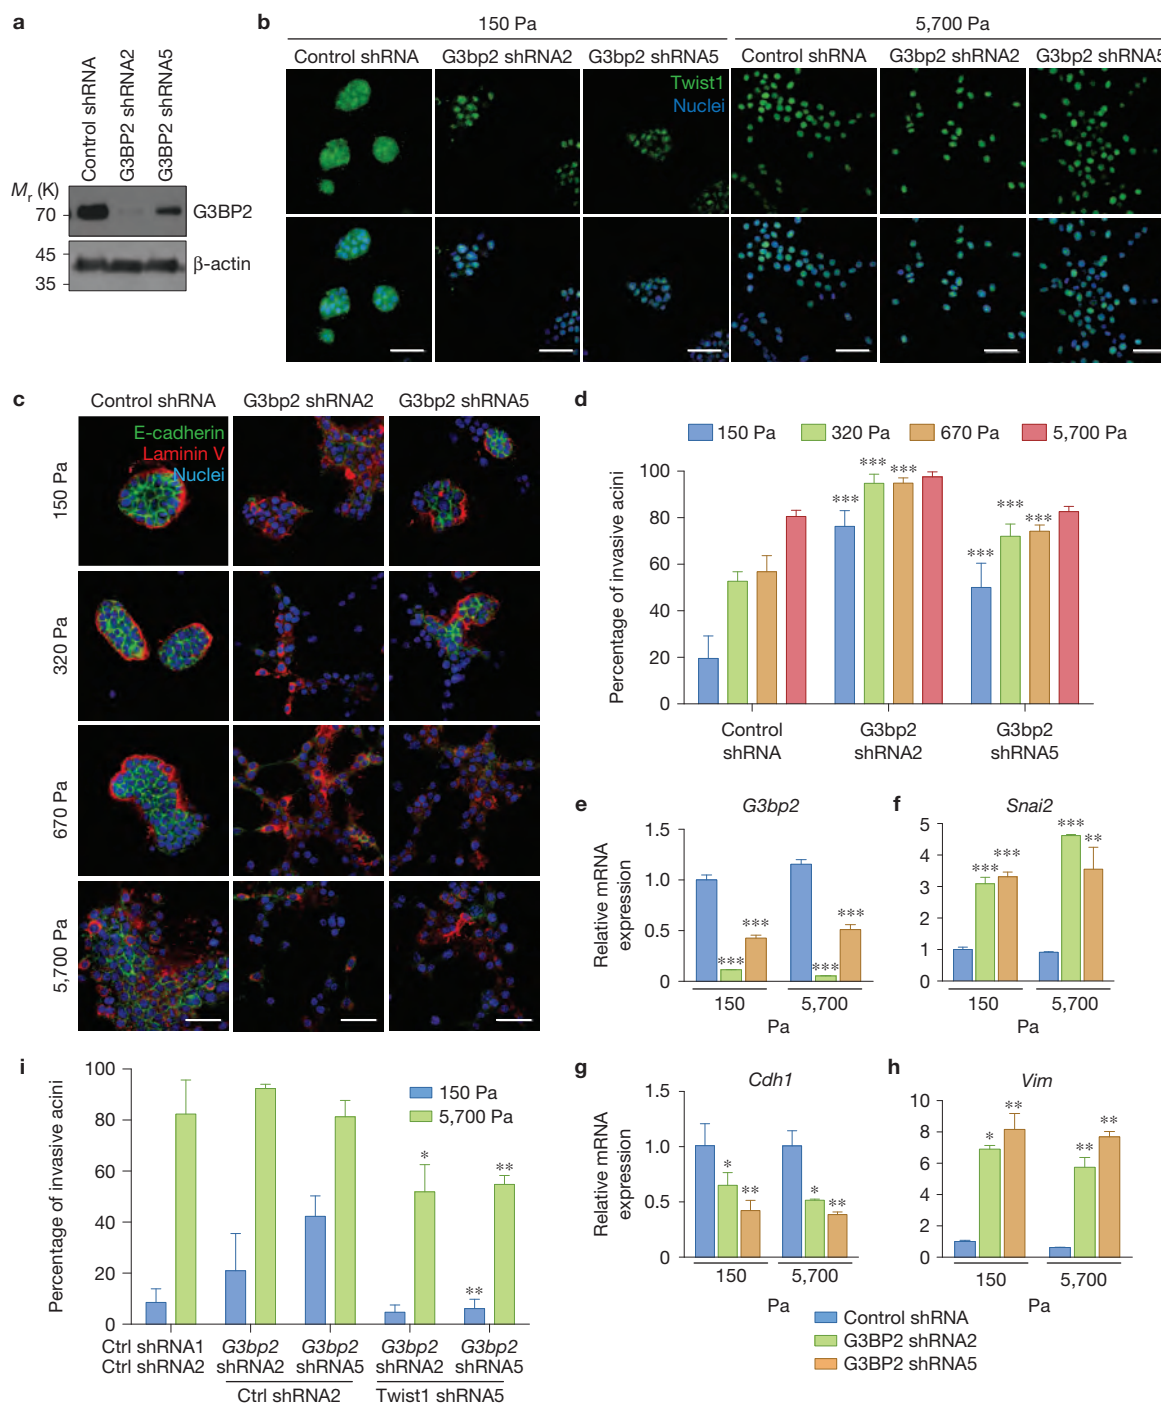 a
Control shRNA
G3BP2 shRNA2
G3BP2 shRNA5
Mr (K)
70
G3BP2
45
β-actin
35
b
150 Pa
5,700 Pa
Control shRNA
G3bp2 shRNA2
G3bp2 shRNA5
Control shRNA
G3bp2 shRNA2
G3bp2 shRNA5
Twist1
Nuclei
c
Control shRNA
G3bp2 shRNA2
G3bp2 shRNA5
E-cadherin
Laminin V
Nuclei
150 Pa
320 Pa
670 Pa
5,700 Pa
d
150 Pa
320 Pa
670 Pa
5,700 Pa
Percentage of invasive acini
100
80
60
40
20
0
***
***
***
***
***
***
Control
shRNA
G3bp2
shRNA2
G3bp2
shRNA5
e
G3bp2
Relative mRNA
expression
1.5
1.0
0.5
0
***
***
***
***
150
5,700
Pa
f
Snai2
5
4
3
2
1
0
***
***
***
**
150
5,700
Pa
g
Cdh1
Relative mRNA
expression
1.5
1.0
0.5
0
*
**
*
**
150
5,700
Pa
h
Vim
10
8
6
4
2
0
*
**
**
**
150
5,700
Pa
Control shRNA
G3BP2 shRNA2
G3BP2 shRNA5
i
150 Pa
5,700 Pa
Percentage of invasive acini
100
80
60
40
20
0
*
**
**
Ctrl shRNA1
Ctrl shRNA2
G3bp2
shRNA2
G3bp2
shRNA5
G3bp2
shRNA2
G3bp2
shRNA5
Ctrl shRNA2
Twist1 shRNA5